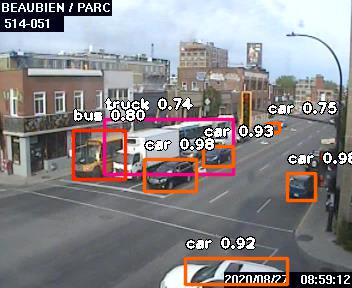 BEAUBIEN / PARC
514-051
truck 0.74
bus 0.80
car 0.75
car 0.93
car 0.98
car 0.98
car 0.92
2020/08/27 08:59:12